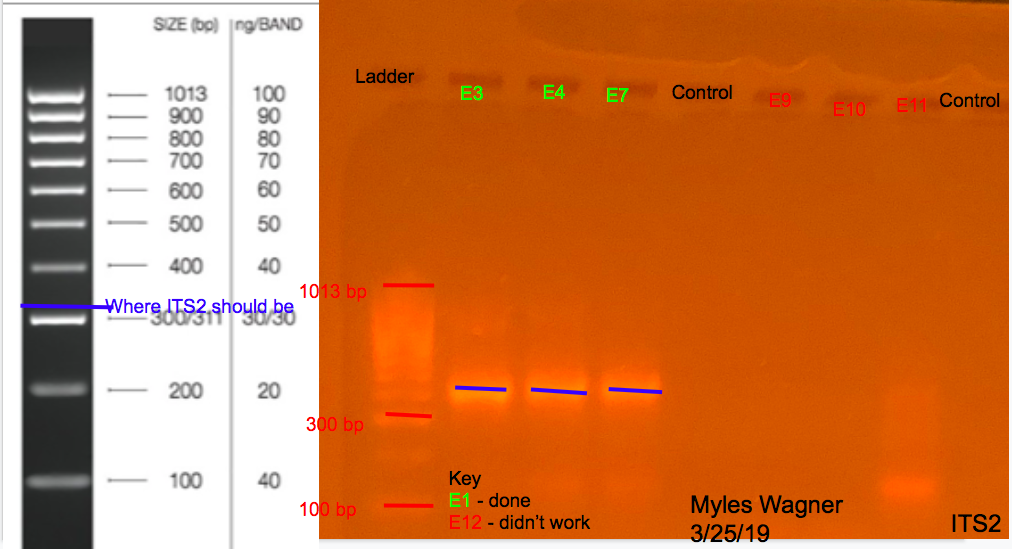 SIZE (bp) ng/BAND
1013 100
900 90
800 80
700 70
600 60
500 50
400 40
Where ITS2 should be
300/311 30/30
200 20
100 40
Ladder
E3
E4
E7
Control
E9
E10
E11
Control
1013 bp
300 bp
100 bp
Key
E1 - done
E12 - didn't work
Myles Wagner
3/25/19
ITS2